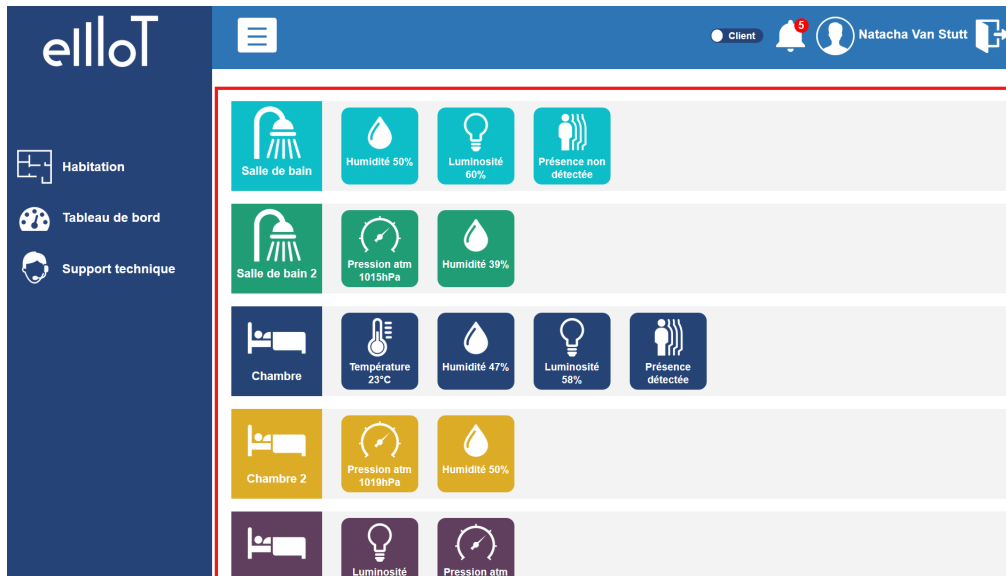 elIIoT
Client
5
Natacha Van Stutt
Habitation
Tableau de bord
Support technique
Salle de bain
Humidité 50%
Luminosité
60%
Présence non
détectée
Salle de bain 2
Pression atm
1015hPa
Humidité 39%
Chambre
Température
23°C
Humidité 47%
Luminosité
58%
Présence
détectée
Chambre 2
Pression atm
1019hPa
Humidité 50%
Luminosité
Pression atm